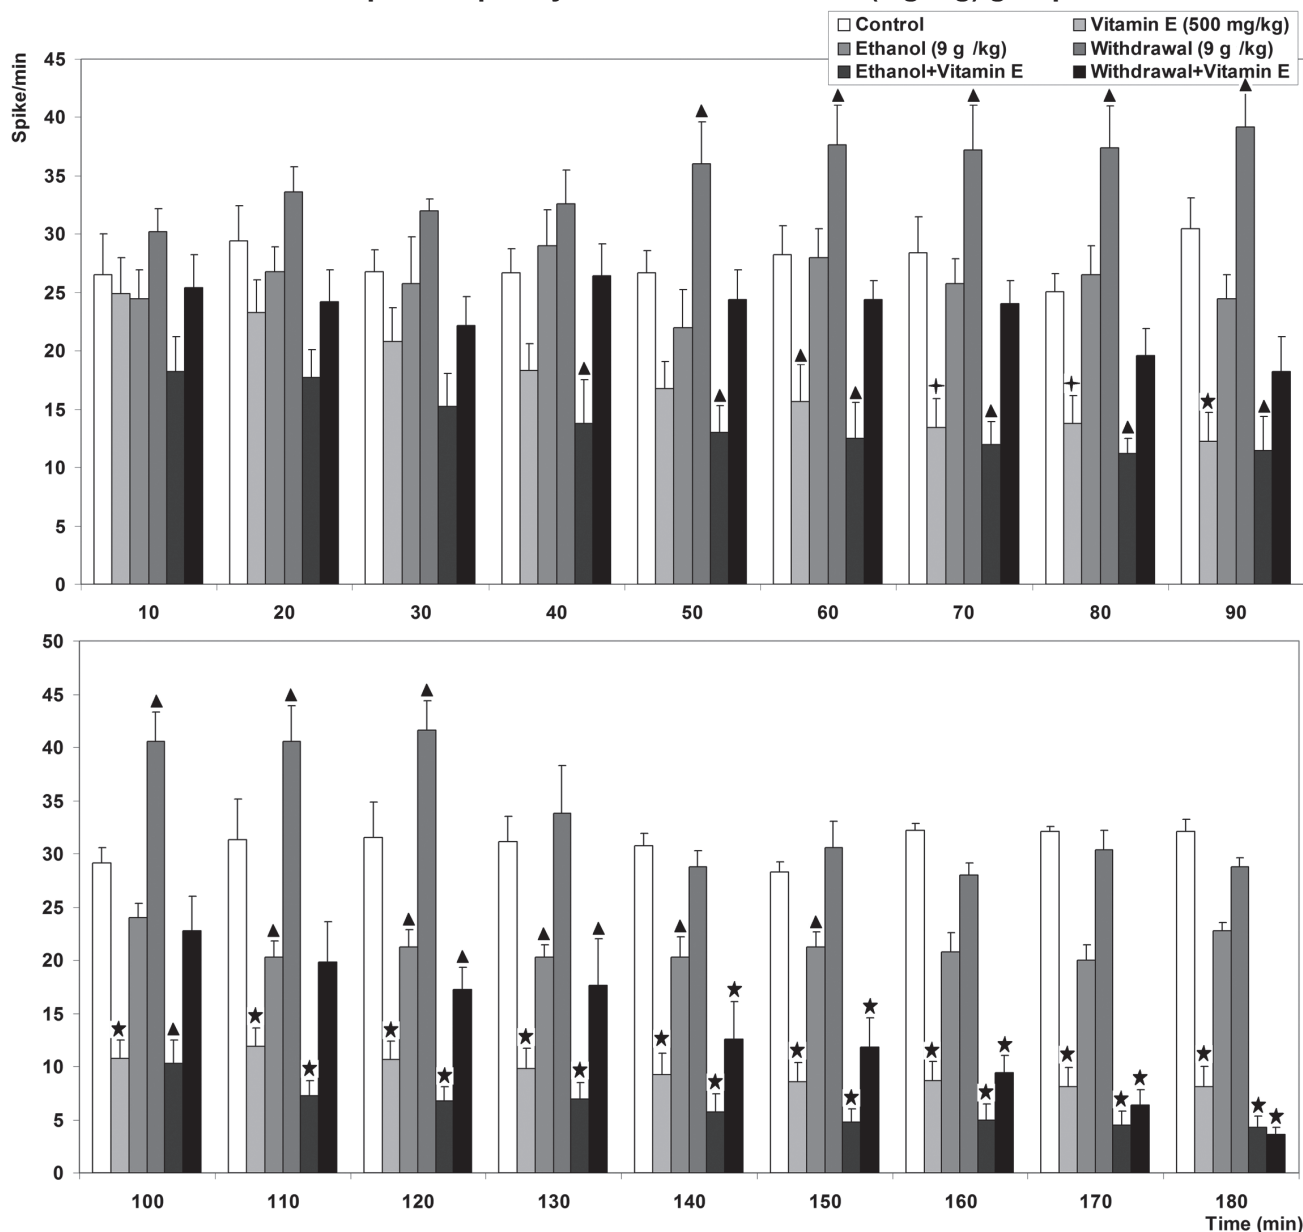 Control
Vitamin E (500 mg/kg)
Ethanol (9 g /kg)
Withdrawal (9 g /kg)
Ethanol+Vitamin E
Withdrawal+Vitamin E
Spike/min
45
40
35
30
25
20
15
10
5
0
10 20 30 40 50 60 70 80 90
50
45
40
35
30
25
20
15
10
5
0
100 110 120 130 140 150 160 170 180
Time (min)